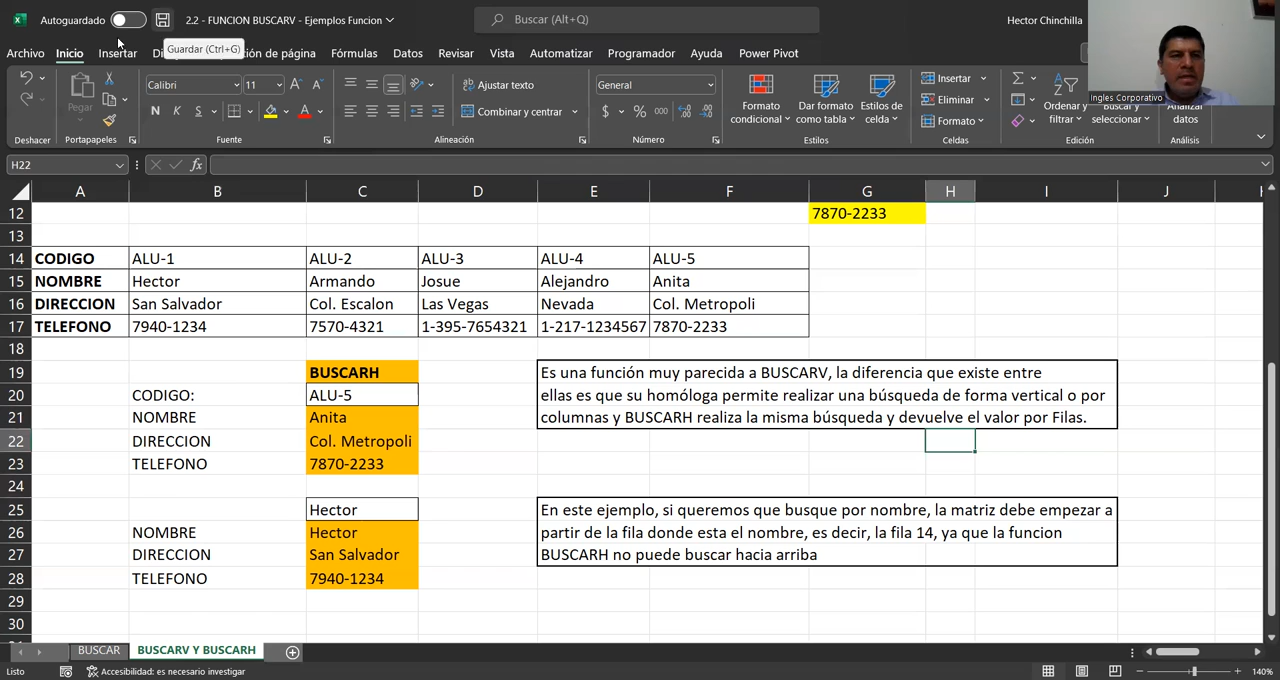 Autoguardado
2.2 - FUNCION BUSCARV - Ejemplos Funcion
Buscar (Alt+Q)
Hector Chinchilla
Archivo Inicio Insertar Guardar (Ctrl+G) ción de página Fórmulas Datos Revisar Vista Automatizar Programador Ayuda Power Pivot
Ingles Corporativo
Pegar
Calibri 11
N K S
Ajustar texto
Combinar y centrar
General
$ % 000
Formato condicional
Dar formato como tabla
Estilos de celda
Insertar
Eliminar
Formato
Ordenar y filtrar
Buscar y seleccionar
Analizar datos
Deshacer Portapapeles Fuente Alineación Número Estilos Celdas Edición Análisis
H22 fx
A B C D E F G H I J
12 7870-2233
13
14 CODIGO ALU-1 ALU-2 ALU-3 ALU-4 ALU-5
15 NOMBRE Hector Armando Josue Alejandro Anita
16 DIRECCION San Salvador Col. Escalon Las Vegas Nevada Col. Metropoli
17 TELEFONO 7940-1234 7570-4321 1-395-7654321 1-217-1234567 7870-2233
18
19 BUSCARH Es una función muy parecida a BUSCARV, la diferencia que existe entre
20 CODIGO: ALU-5 ellas es que su homóloga permite realizar una búsqueda de forma vertical o por
21 NOMBRE Anita columnas y BUSCARH realiza la misma búsqueda y devuelve el valor por Filas.
22 DIRECCION Col. Metropoli
23 TELEFONO 7870-2233
24
25 Hector En este ejemplo, si queremos que busque por nombre, la matriz debe empezar a
26 NOMBRE Hector partir de la fila donde esta el nombre, es decir, la fila 14, ya que la funcion
27 DIRECCION San Salvador BUSCARH no puede buscar hacia arriba
28 TELEFONO 7940-1234
29
30
BUSCAR BUSCARV Y BUSCARH
Listo Accesibilidad: es necesario investigar 140%